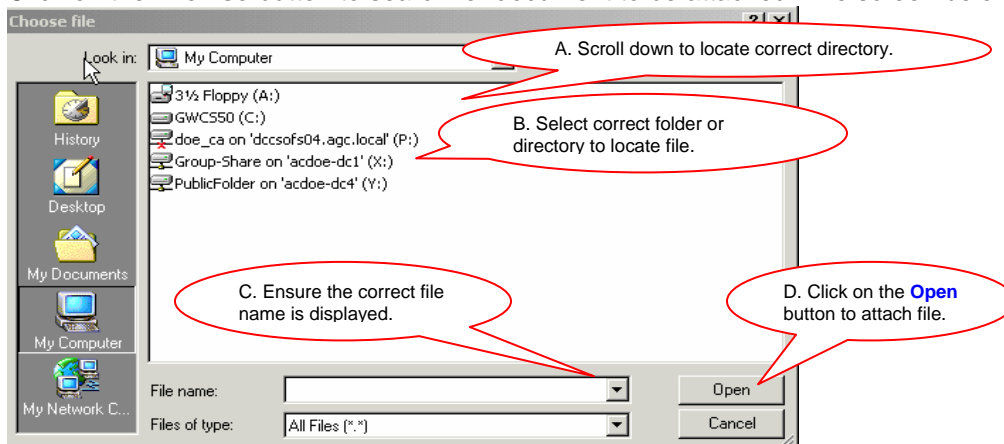 Choose file
Look in:
My Computer
A. Scroll down to locate correct directory.
3½ Floppy (A:)
GWCS50 (C:)
doe_ca on 'dccsofs04.agc.local' (P:)
Group-Share on 'acdoe-dc1' (X:)
PublicFolder on 'acdoe-dc4' (Y:)
B. Select correct folder or
directory to locate file.
History
Desktop
My Documents
My Computer
My Network C...
C. Ensure the correct file
name is displayed.
D. Click on the Open
button to attach file.
File name:
Open
Files of type:
All Files (*.*)
Cancel